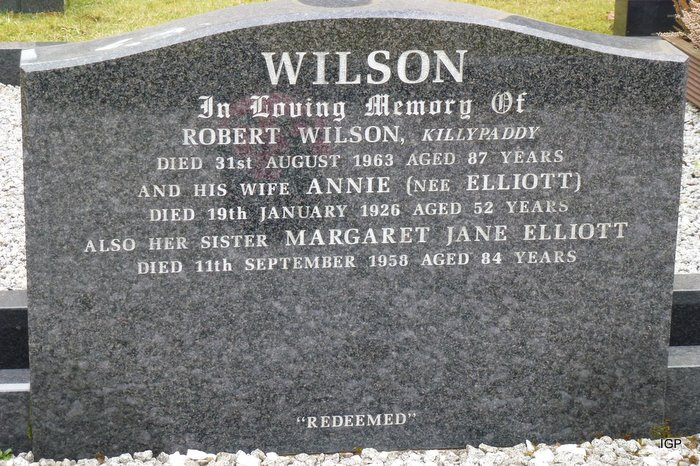 WILSON
In Loving Memory Of
ROBERT WILSON, KILLYPADDY
DIED 31st AUGUST 1963 AGED 87 YEARS
AND HIS WIFE ANNIE (NEE ELLIOTT)
DIED 19th JANUARY 1926 AGED 52 YEARS
ALSO HER SISTER MARGARET JANE ELLIOTT
DIED 11th SEPTEMBER 1958 AGED 84 YEARS
"REDEEMED"
IGP